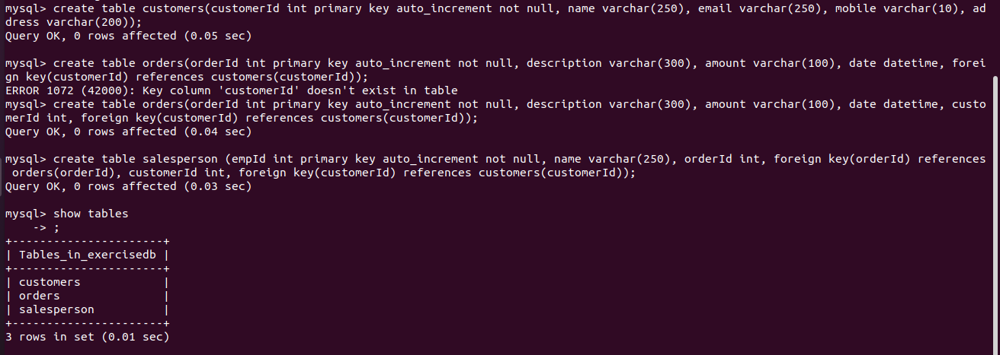 mysql> create table customers(customerId int primary key auto_increment not null, name varchar(250), email varchar(250), mobile varchar(10), ad
dress varchar(200));
Query OK, 0 rows affected (0.05 sec)
mysql> create table orders(orderId int primary key auto_increment not null, description varchar(300), amount varchar(100), date datetime, forei
gn key(customerId) references customers(customerId));
ERROR 1072 (42000): Key column 'customerId' doesn't exist in table
mysql> create table orders(orderId int primary key auto_increment not null, description varchar(300), amount varchar(100), date datetime, custo
merId int, foreign key(customerId) references customers(customerId));
Query OK, 0 rows affected (0.04 sec)
mysql> create table salesperson (empId int primary key auto_increment not null, name varchar(250), orderId int, foreign key(orderId) references
 orders(orderId), customerId int, foreign key(customerId) references customers(customerId));
Query OK, 0 rows affected (0.03 sec)
mysql> show tables
    -> ;
+----------------------+
| Tables_in_exercisedb |
+----------------------+
| customers            |
| orders               |
| salesperson          |
+----------------------+
3 rows in set (0.01 sec)